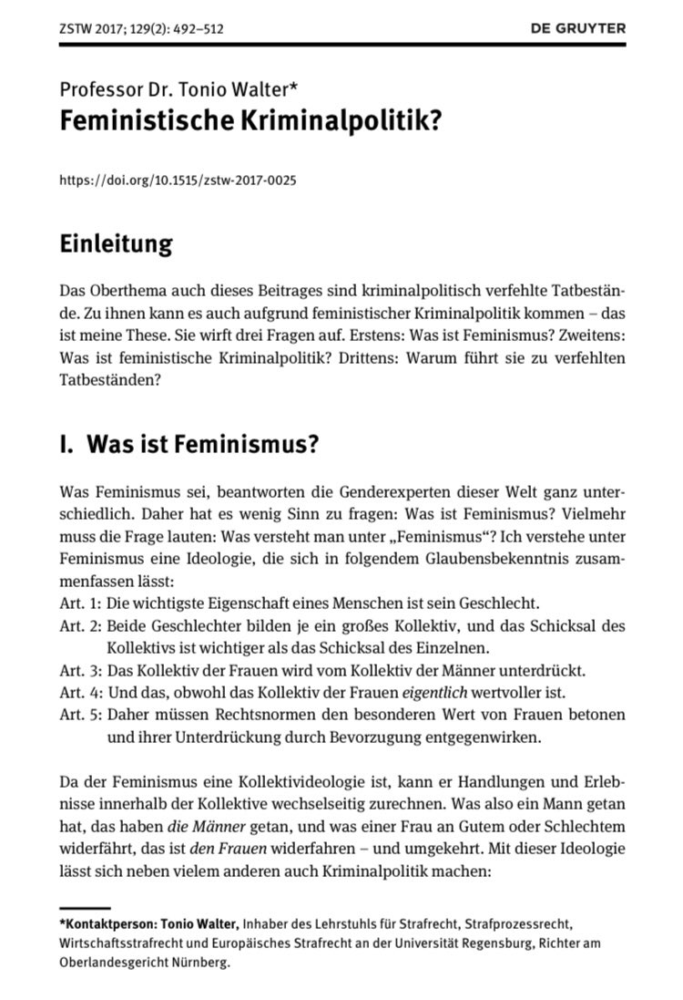 ZSTW 2017; 129(2): 492–512
DE GRUYTER
Professor Dr. Tonio Walter*
Feministische Kriminalpolitik?
https://doi.org/10.1515/zstw-2017-0025
Einleitung
Das Oberthema auch dieses Beitrages sind kriminalpolitisch verfehlte Tatbestän-
de. Zu ihnen kann es auch aufgrund feministischer Kriminalpolitik kommen – das
ist meine These. Sie wirft drei Fragen auf. Erstens: Was ist Feminismus? Zweitens:
Was ist feministische Kriminalpolitik? Drittens: Warum führt sie zu verfehlten
Tatbeständen?
I. Was ist Feminismus?
Was Feminismus sei, beantworten die Genderexperten dieser Welt ganz unter-
schiedlich. Daher hat es wenig Sinn zu fragen: Was ist Feminismus? Vielmehr
muss die Frage lauten: Was versteht man unter „Feminismus“? Ich verstehe unter
Feminismus eine Ideologie, die sich in folgendem Glaubensbekenntnis zusam-
menfassen lässt:
Art. 1: Die wichtigste Eigenschaft eines Menschen ist sein Geschlecht.
Art. 2: Beide Geschlechter bilden je ein großes Kollektiv, und das Schicksal des
Kollektivs ist wichtiger als das Schicksal des Einzelnen.
Art. 3: Das Kollektiv der Frauen wird vom Kollektiv der Männer unterdrückt.
Art. 4: Und das, obwohl das Kollektiv der Frauen eigentlich wertvoller ist.
Art. 5: Daher müssen Rechtsnormen den besonderen Wert von Frauen betonen
und ihrer Unterdrückung durch Bevorzugung entgegenwirken.
Da der Feminismus eine Kollektivideologie ist, kann er Handlungen und Erleb-
nisse innerhalb der Kollektive wechselseitig zurechnen. Was also ein Mann getan
hat, das haben die Männer getan, und was einer Frau an Gutem oder Schlechtem
widerfährt, das ist den Frauen widerfahren – und umgekehrt. Mit dieser Ideologie
lässt sich neben vielem anderen auch Kriminalpolitik machen:
*Kontaktperson: Tonio Walter, Inhaber des Lehrstuhls für Strafrecht, Strafprozessrecht,
Wirtschaftsstrafrecht und Europäisches Strafrecht an der Universität Regensburg, Richter am
Oberlandesgericht Nürnberg.